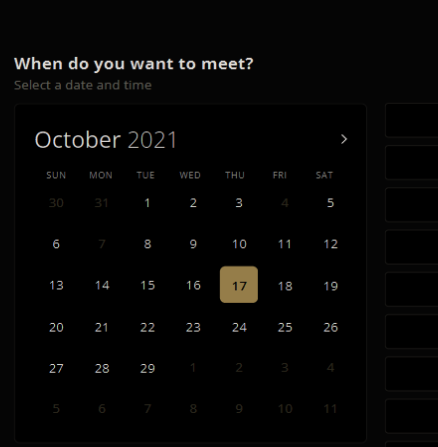 When do you want to meet?
Select a date and time
October 2021 >
SUN MON TUE WED THU FRI SAT
30 31 1 2 3 4 5
6 7 8 9 10 11 12
13 14 15 16 17 18 19
20 21 22 23 24 25 26
27 28 29 1 2 3 4
5 6 7 8 9 10 11